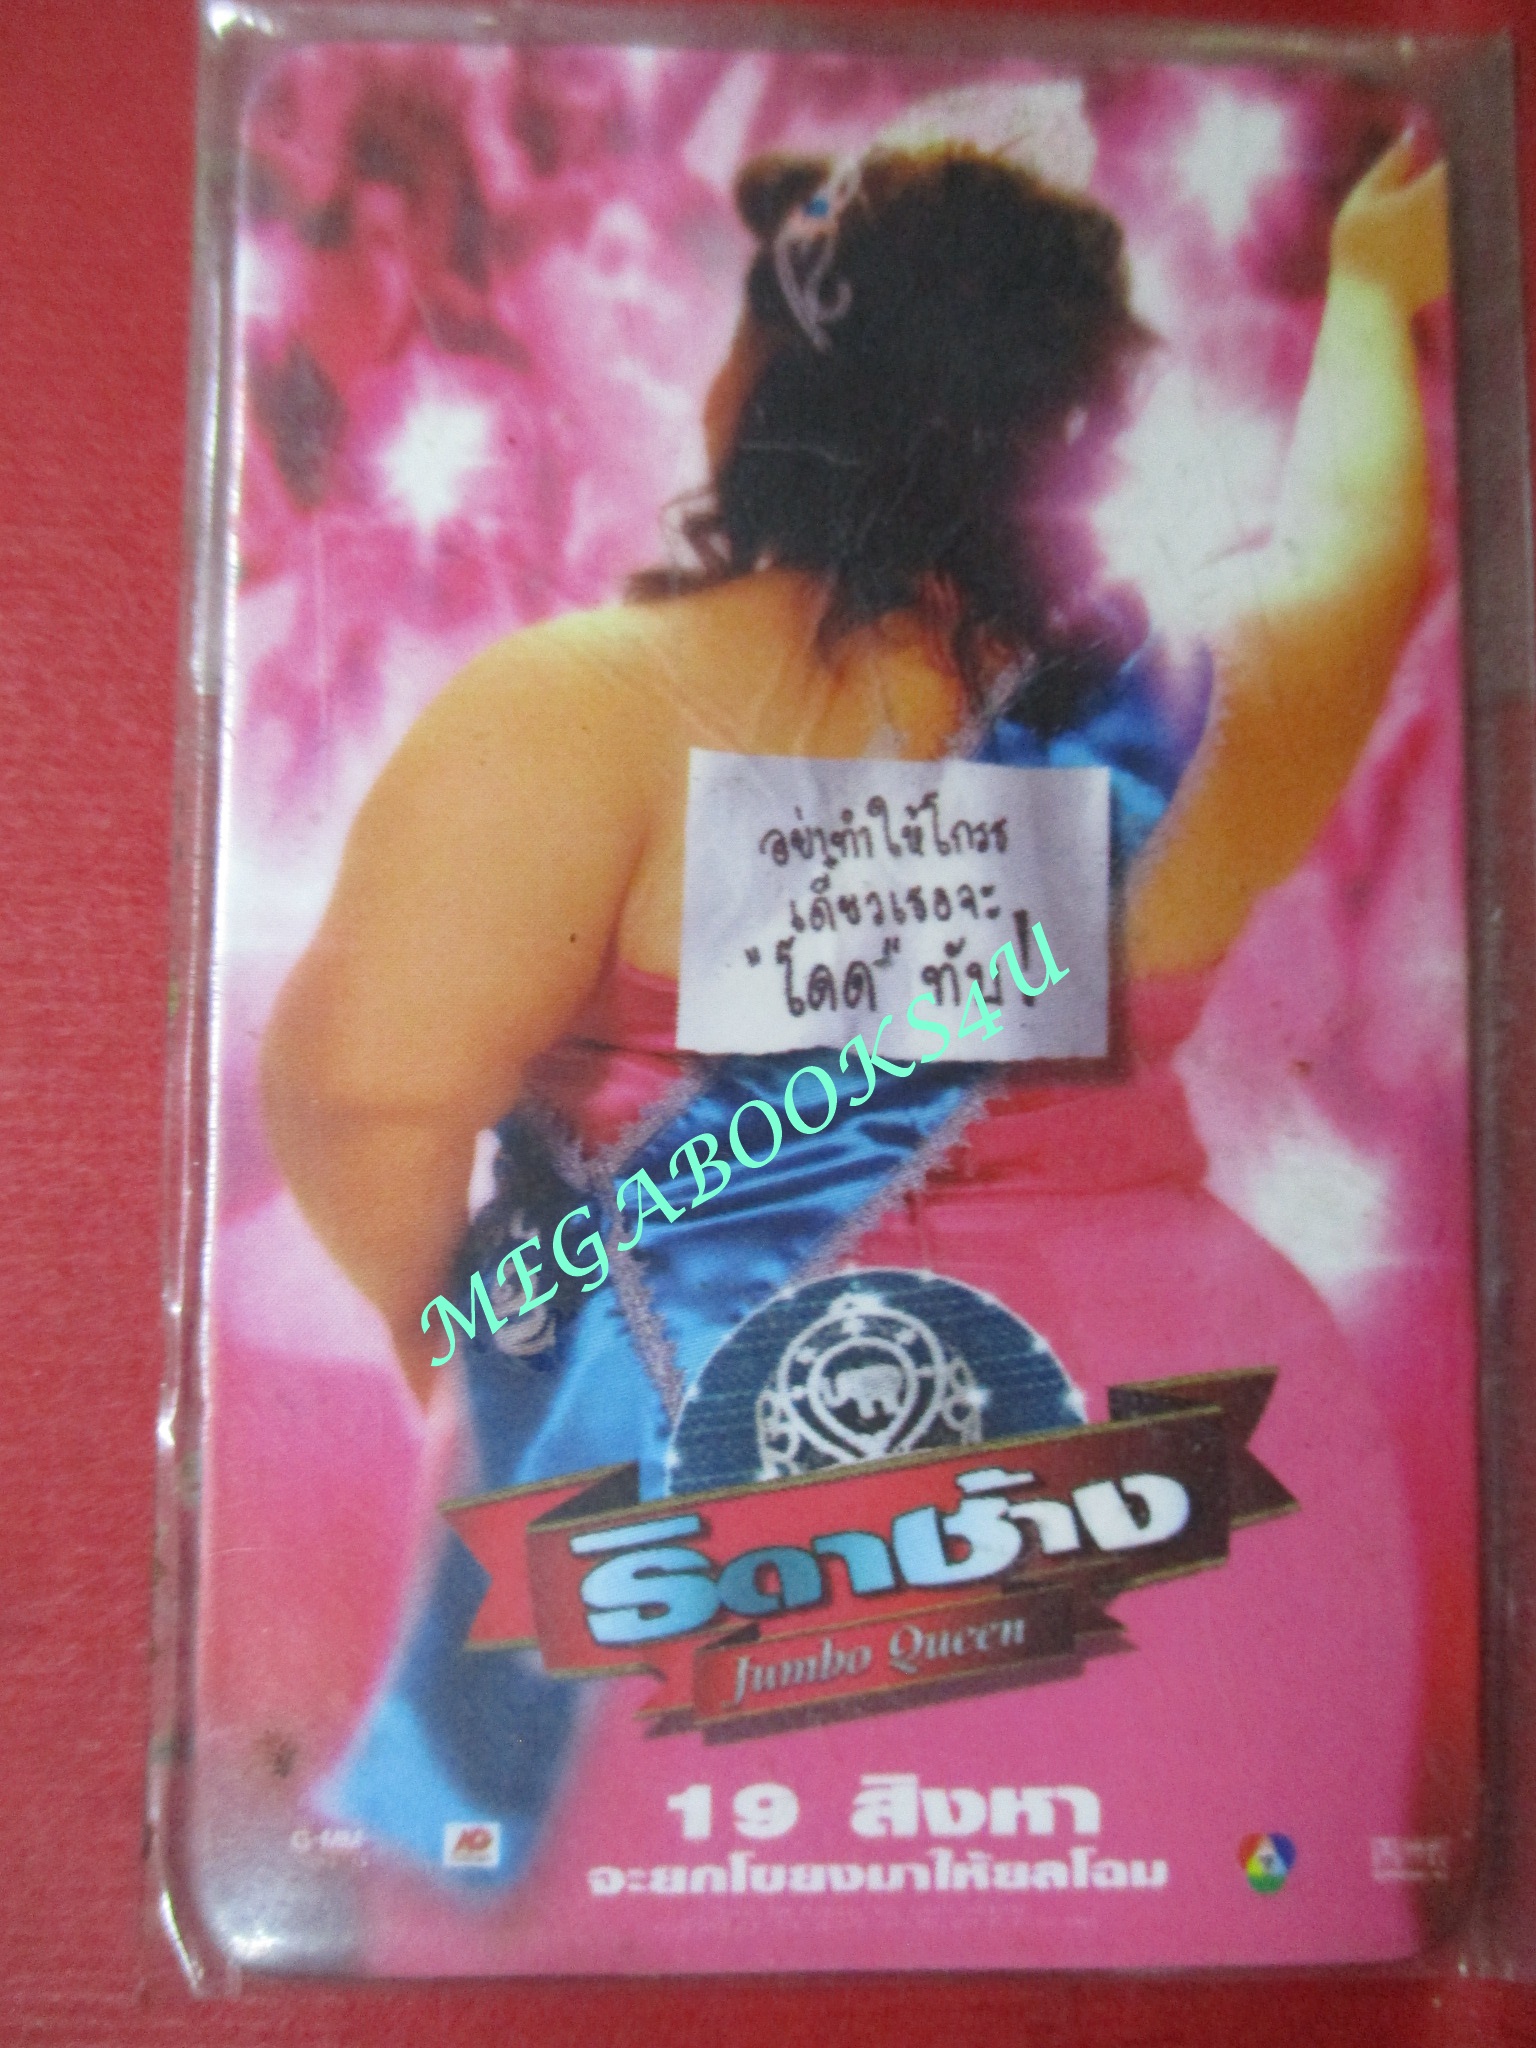 อย่าทำให้โกรธ
เดี๋ยวเธอจะ
"โดด" ทับ!
MEGABOOKS4U
ธิดาช้าง
Jumbo Queen
19 สิงหา
จะยกโขยงมาให้ยลโฉม